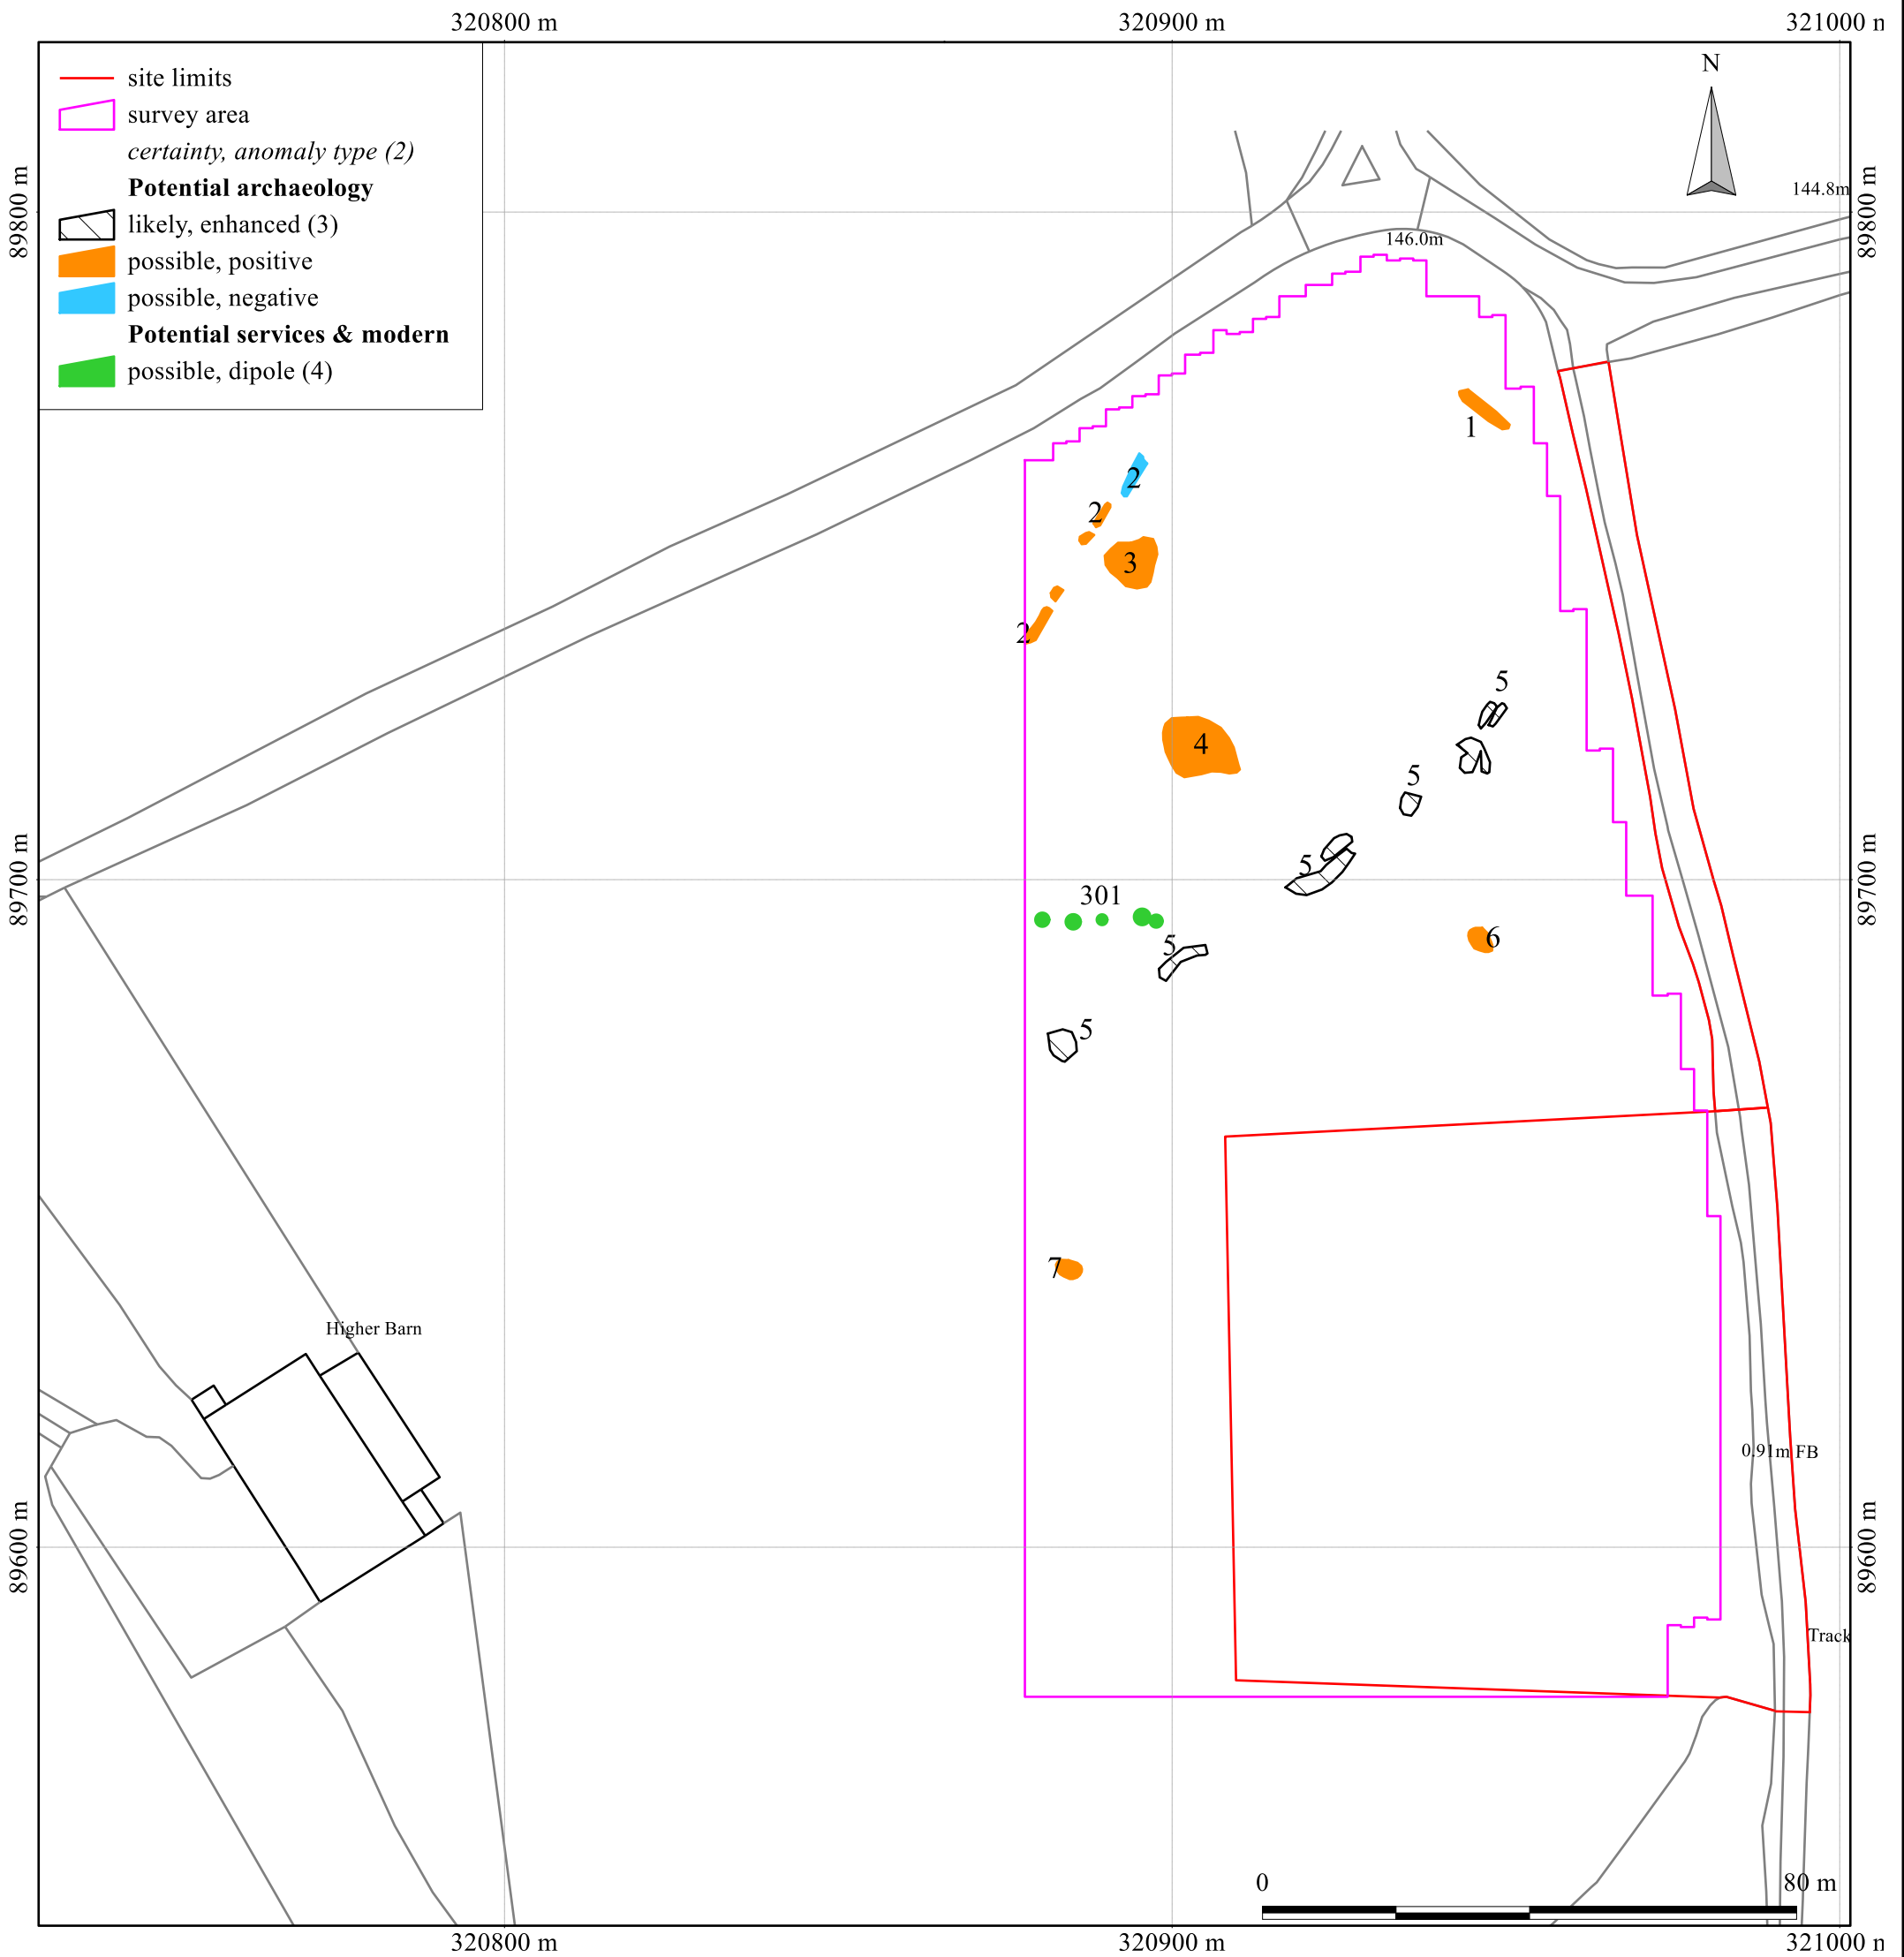 320800 m
320900 m
321000 m
site limits
survey area
certainty, anomaly type (2)
Potential archaeology
likely, enhanced (3)
possible, positive
possible, negative
Potential services & modern
possible, dipole (4)
N
89800 m
89800 m
144.8m
146.0m
1
2
2
3
2
5
4
5
5
89700 m
89700 m
301
5
6
5
7
Higher Barn
0.91m FB
89600 m
89600 m
Track
0
80 m
320800 m
320900 m
321000 m